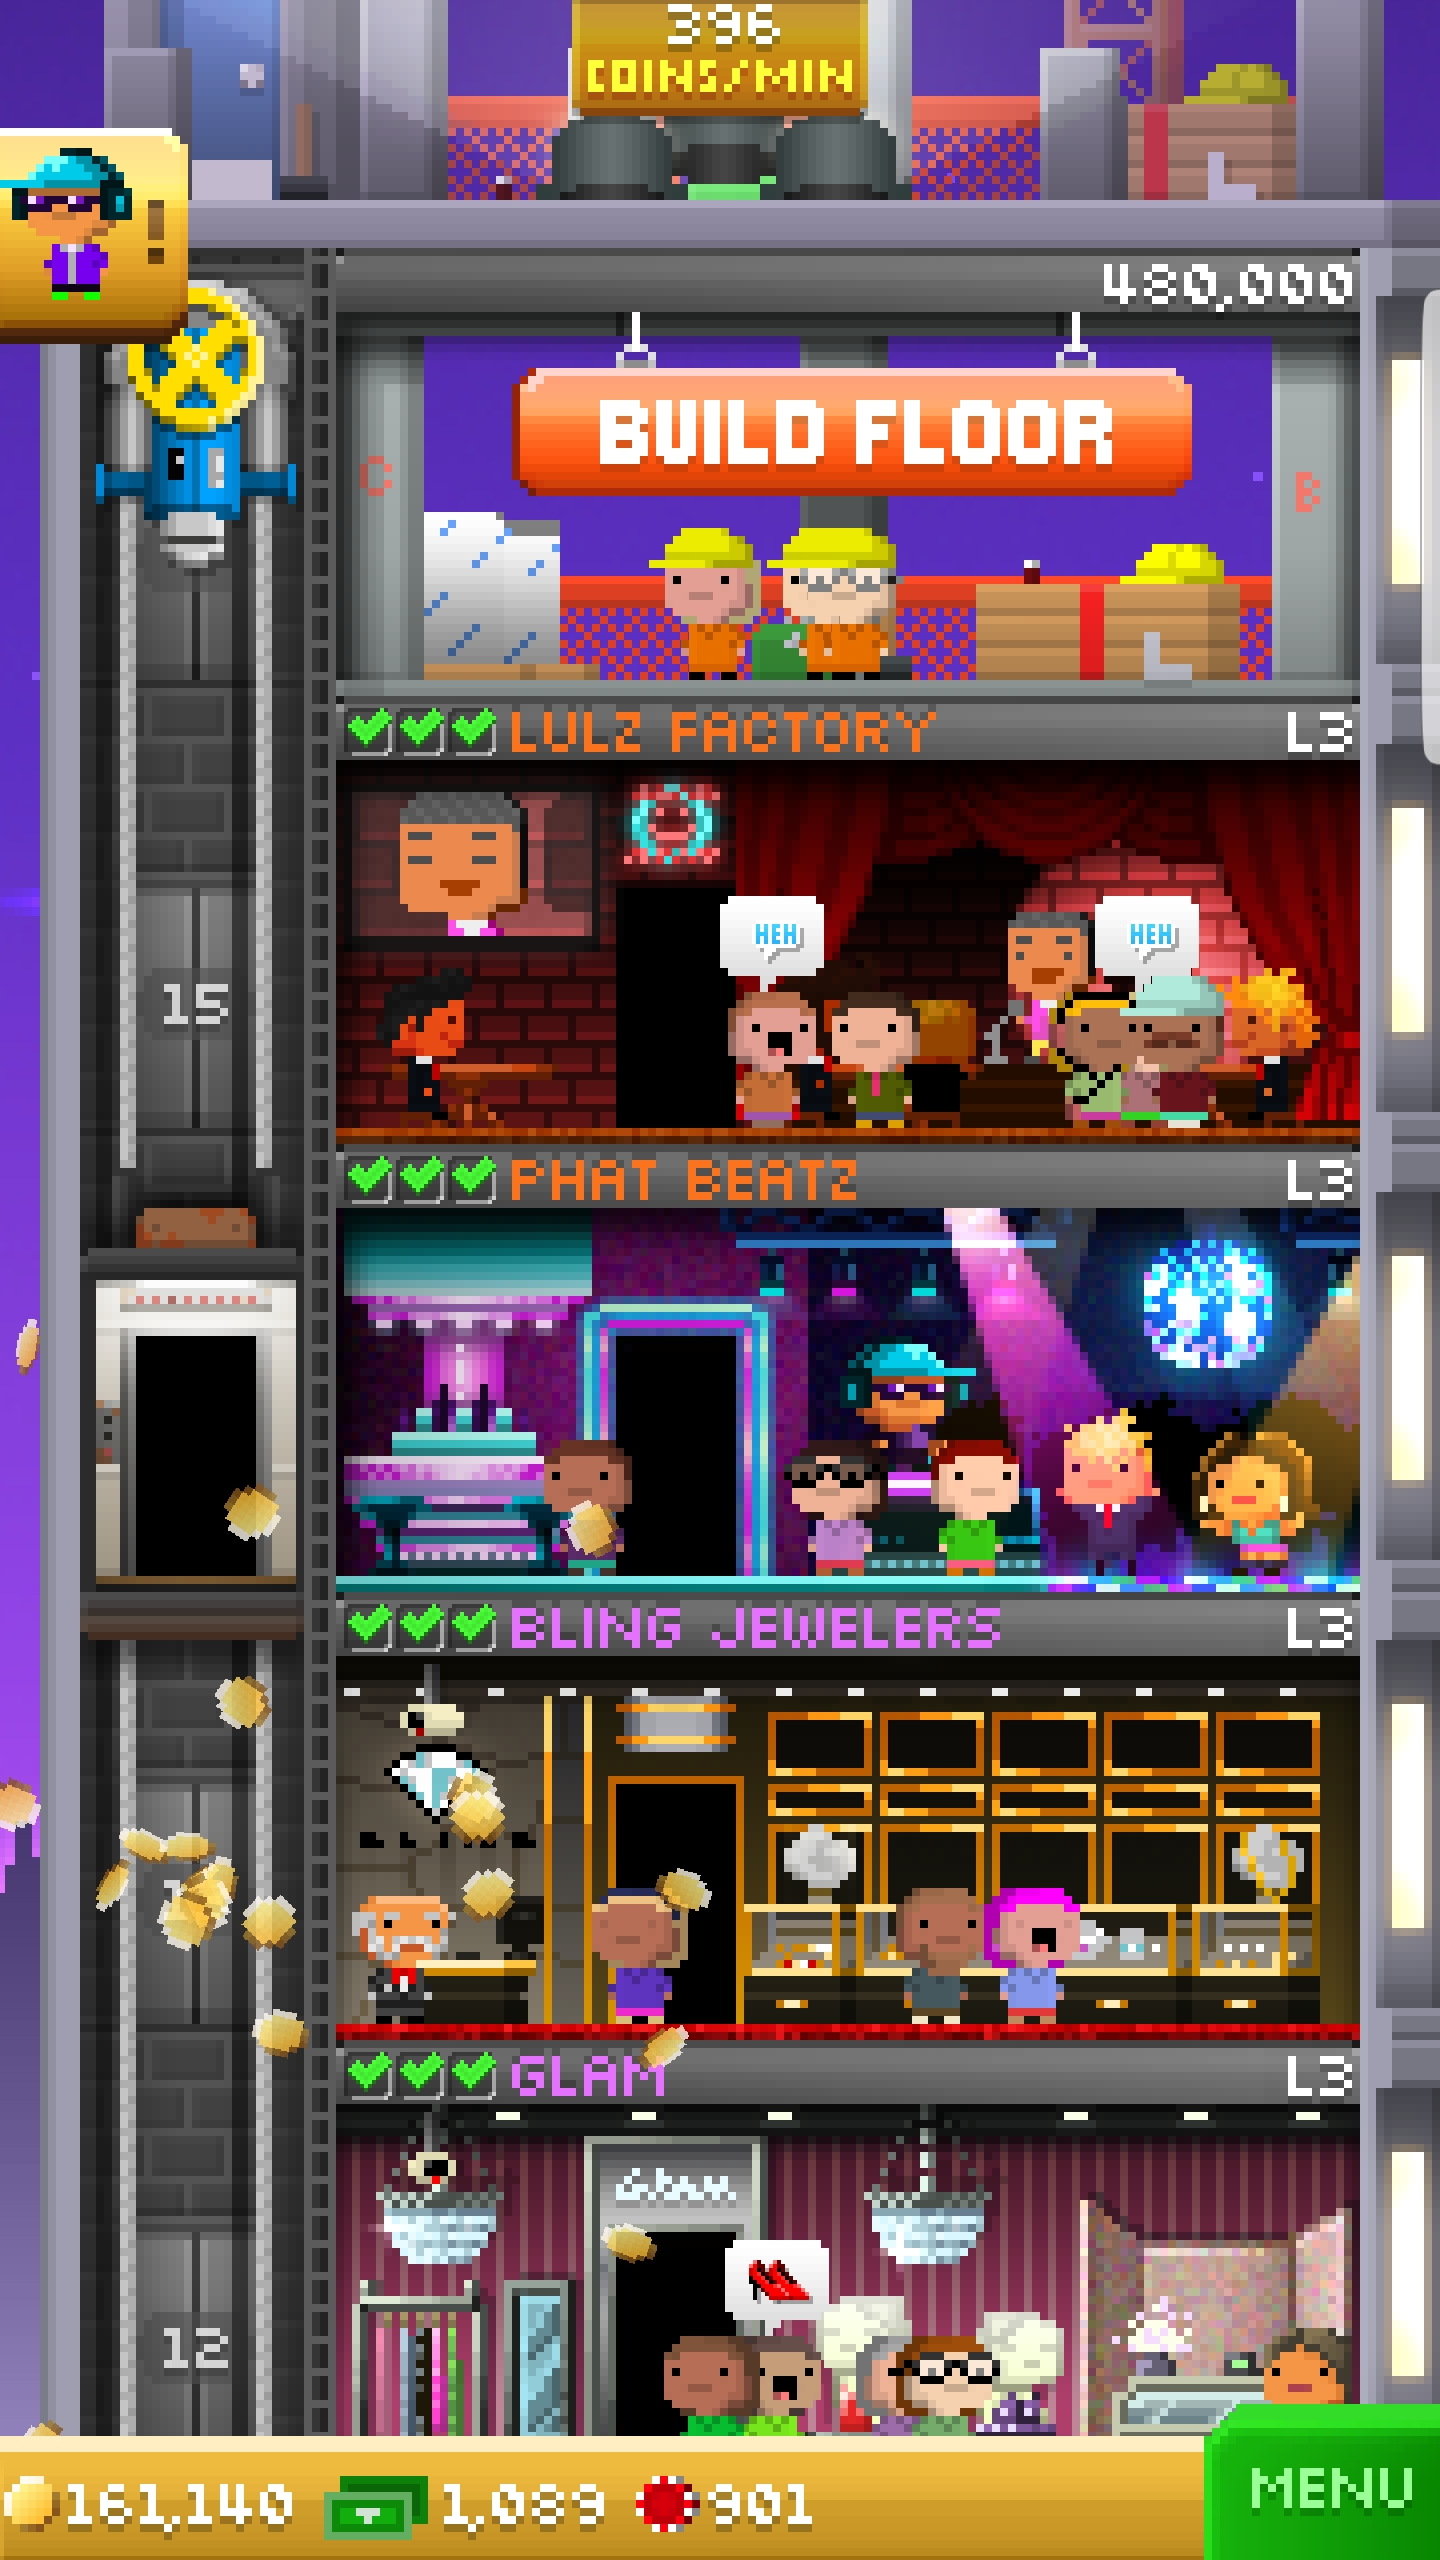 396
COINS/MIN
480,000
BUILD FLOOR
C
B
LULZ FACTORY L3
HEH
HEH
15
PHAT BEATZ L3
BLING JEWELERS L3
GLAM L3
Glam
12
161,140 1,089 901
MENU